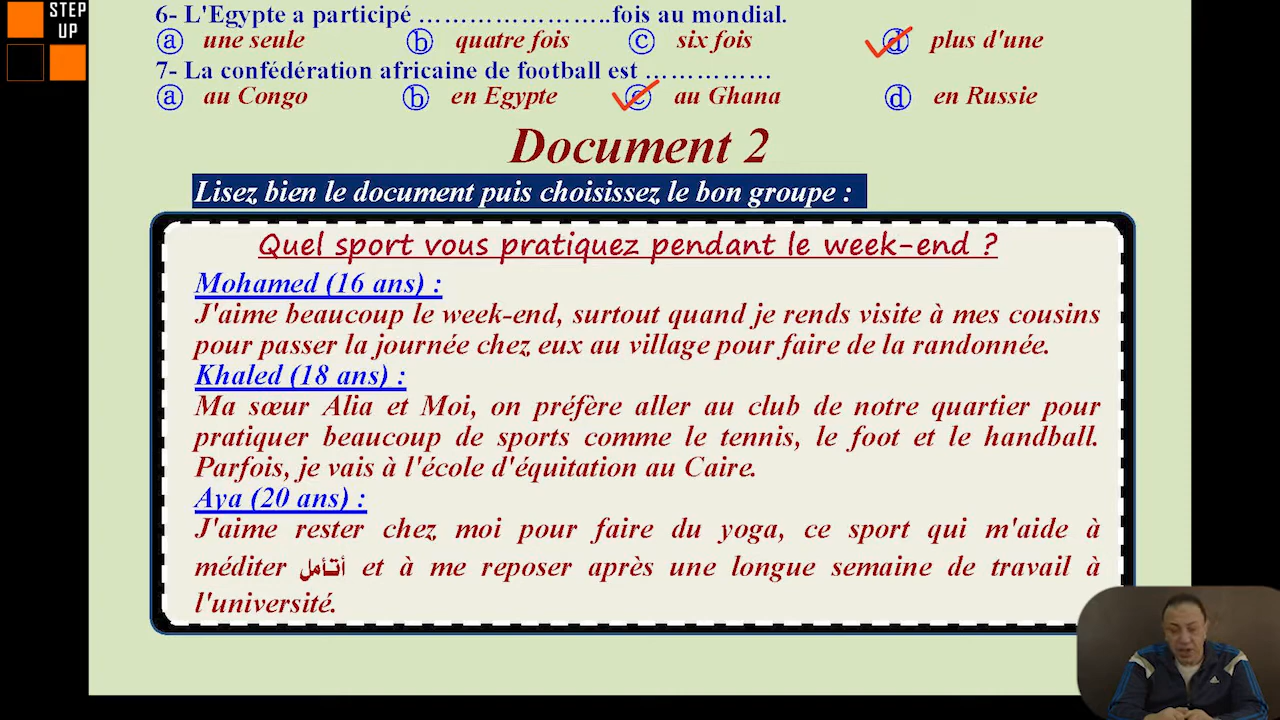 STEP
UP
6- L'Egypte a participé …………………..fois au mondial.
ⓐ une seule ⓑ quatre fois ⓒ six fois ⓓ plus d'une
7- La confédération africaine de football est ……………
ⓐ au Congo ⓑ en Egypte ⓒ au Ghana ⓓ en Russie
Document 2
Lisez bien le document puis choisissez le bon groupe :
Quel sport vous pratiquez pendant le week-end ?
Mohamed (16 ans) :
J'aime beaucoup le week-end, surtout quand je rends visite à mes cousins
pour passer la journée chez eux au village pour faire de la randonnée.
Khaled (18 ans) :
Ma sœur Alia et Moi, on préfère aller au club de notre quartier pour
pratiquer beaucoup de sports comme le tennis, le foot et le handball.
Parfois, je vais à l'école d'équitation au Caire.
Aya (20 ans) :
J'aime rester chez moi pour faire du yoga, ce sport qui m'aide à
méditer أتأمل et à me reposer après une longue semaine de travail à
l'université.